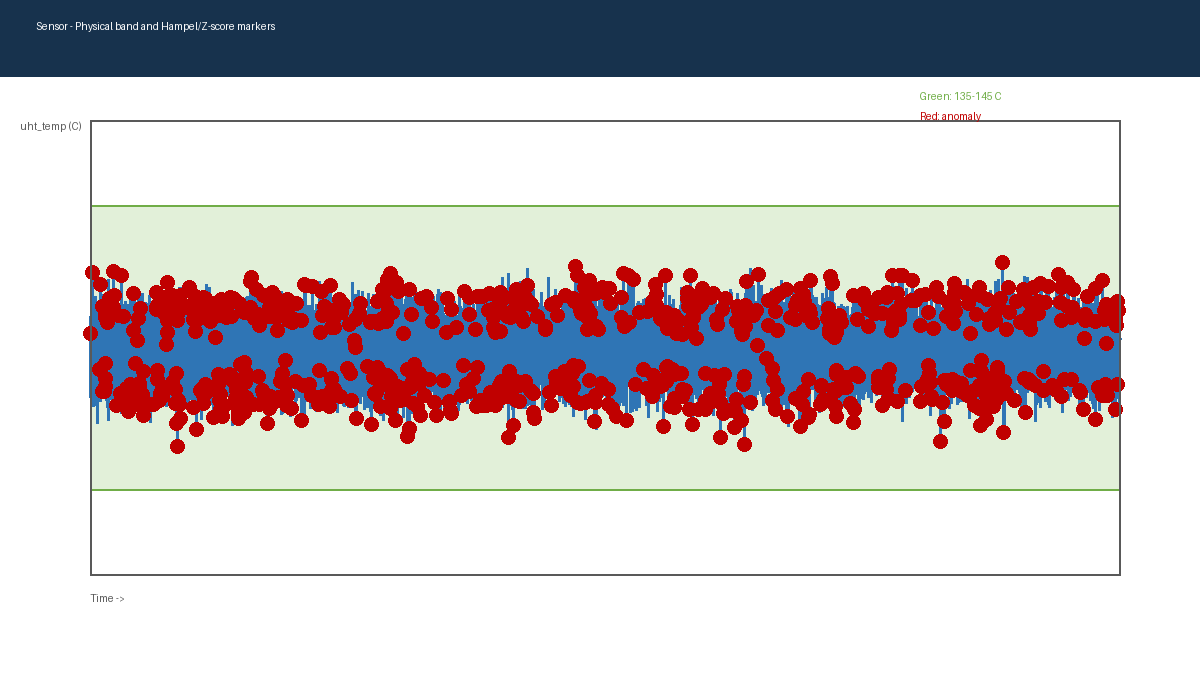 Sensor - Physical band and Hampel/Z-score markers
Green: 135-145 C
Red: anomaly
uht_temp (C)
Time ->